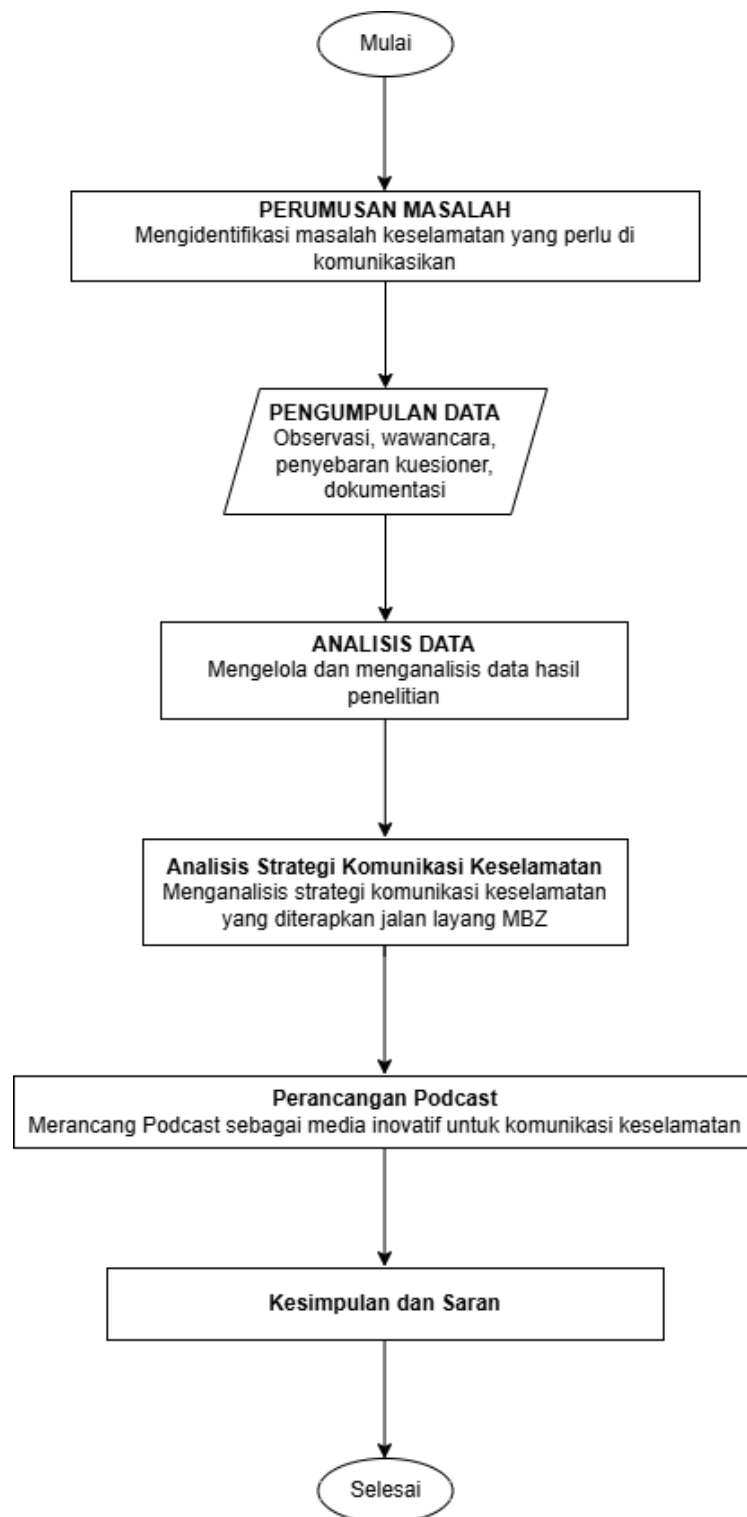 Mulai
PERUMUSAN MASALAH
Mengidentifikasi masalah keselamatan yang perlu di
komunikasikan
PENGUMPULAN DATA
Observasi, wawancara,
penyebaran kuesioner,
dokumentasi
ANALISIS DATA
Mengelola dan menganalisis data hasil
penelitian
Analisis Strategi Komunikasi Keselamatan
Menganalisis strategi komunikasi keselamatan
yang diterapkan jalan layang MBZ
Perancangan Podcast
Merancang Podcast sebagai media inovatif untuk komunikasi keselamatan
Kesimpulan dan Saran
Selesai